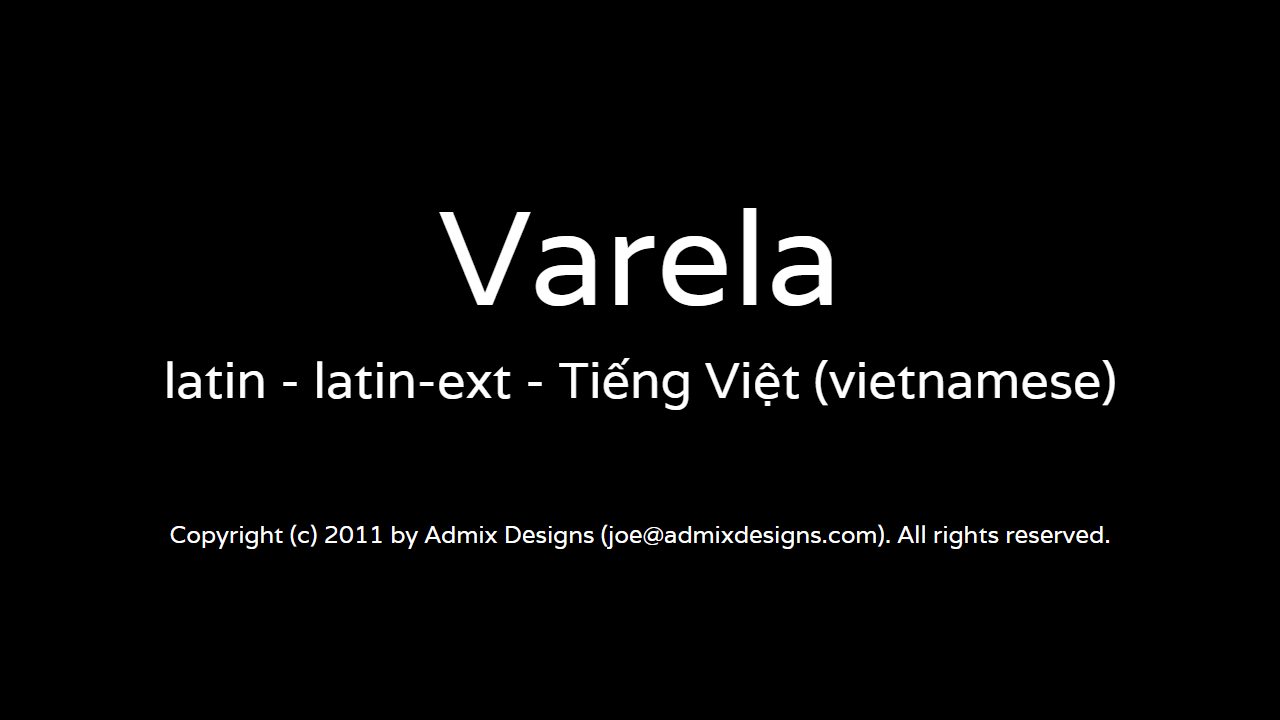 Varela
latin - latin-ext - Tiếng Việt (vietnamese)
Copyright (c) 2011 by Admix Designs (joe@admixdesigns.com). All rights reserved.